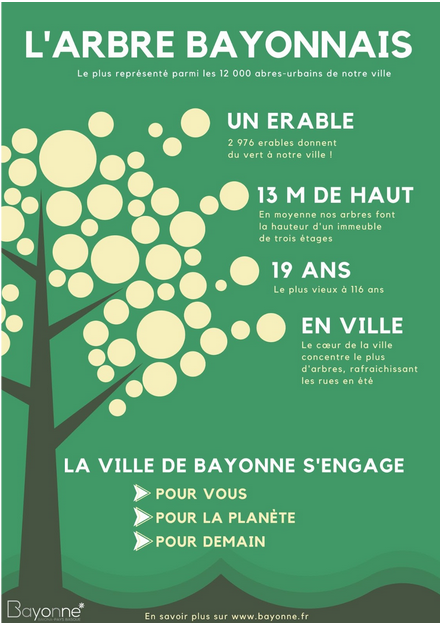 L'ARBRE BAYONNAIS
Le plus représenté parmi les 12 000 abres-urbains de notre ville
UN ERABLE
2 976 erables donnent
du vert à notre ville !
13 M DE HAUT
En moyenne nos arbres font
la hauteur d'un immeuble
de trois étages
19 ANS
Le plus vieux à 116 ans
EN VILLE
Le cœur de la ville
concentre le plus
d'arbres, rafraichissant
les rues en été
LA VILLE DE BAYONNE S'ENGAGE
POUR VOUS
POUR LA PLANÈTE
POUR DEMAIN
Bayonne*
En savoir plus sur www.bayonne.fr